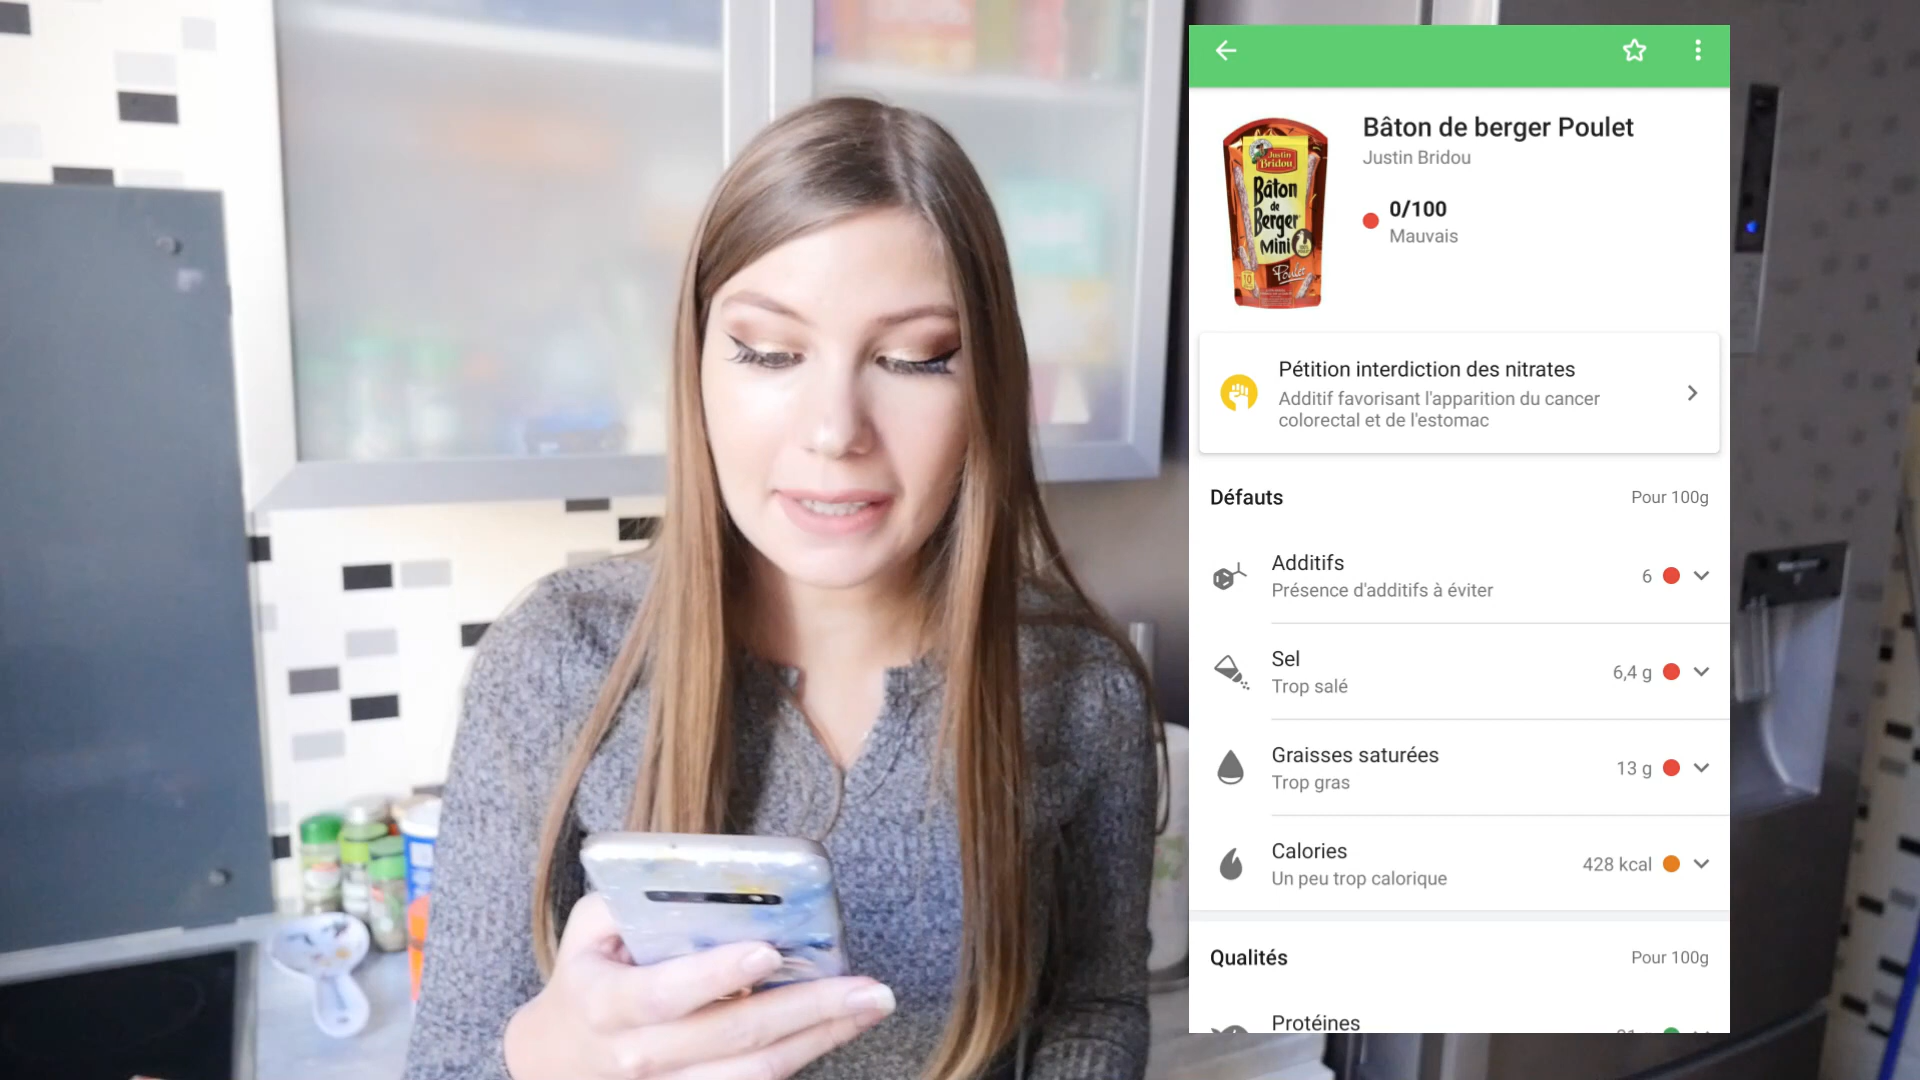 Bâton de berger Poulet
Justin Bridou
0/100
Mauvais
Justin
Bridou
Bâton
de
Berger
Mini
Poulet
10
Pétition interdiction des nitrates
Additif favorisant l'apparition du cancer
colorectal et de l'estomac
Défauts
Pour 100g
Additifs
6
Présence d'additifs à éviter
Sel
6,4 g
Trop salé
Graisses saturées
13 g
Trop gras
Calories
428 kcal
Un peu trop calorique
Qualités
Pour 100g
Protéines